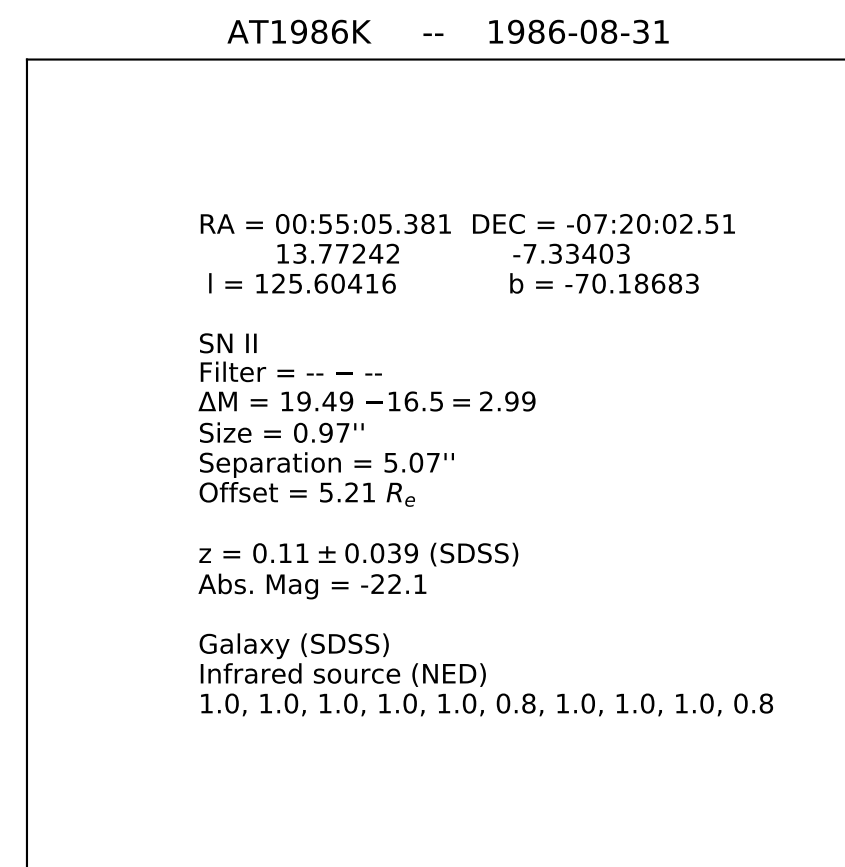 AT1986K -- 1986-08-31
RA = 00:55:05.381 DEC = -07:20:02.51
13.77242 -7.33403
l = 125.60416 b = -70.18683
SN II
Filter = -- − --
ΔM = 19.49 −16.5 = 2.99
Size = 0.97''
Separation = 5.07''
Offset = 5.21 Rₑ
z = 0.11 ± 0.039 (SDSS)
Abs. Mag = -22.1
Galaxy (SDSS)
Infrared source (NED)
1.0, 1.0, 1.0, 1.0, 1.0, 0.8, 1.0, 1.0, 1.0, 0.8